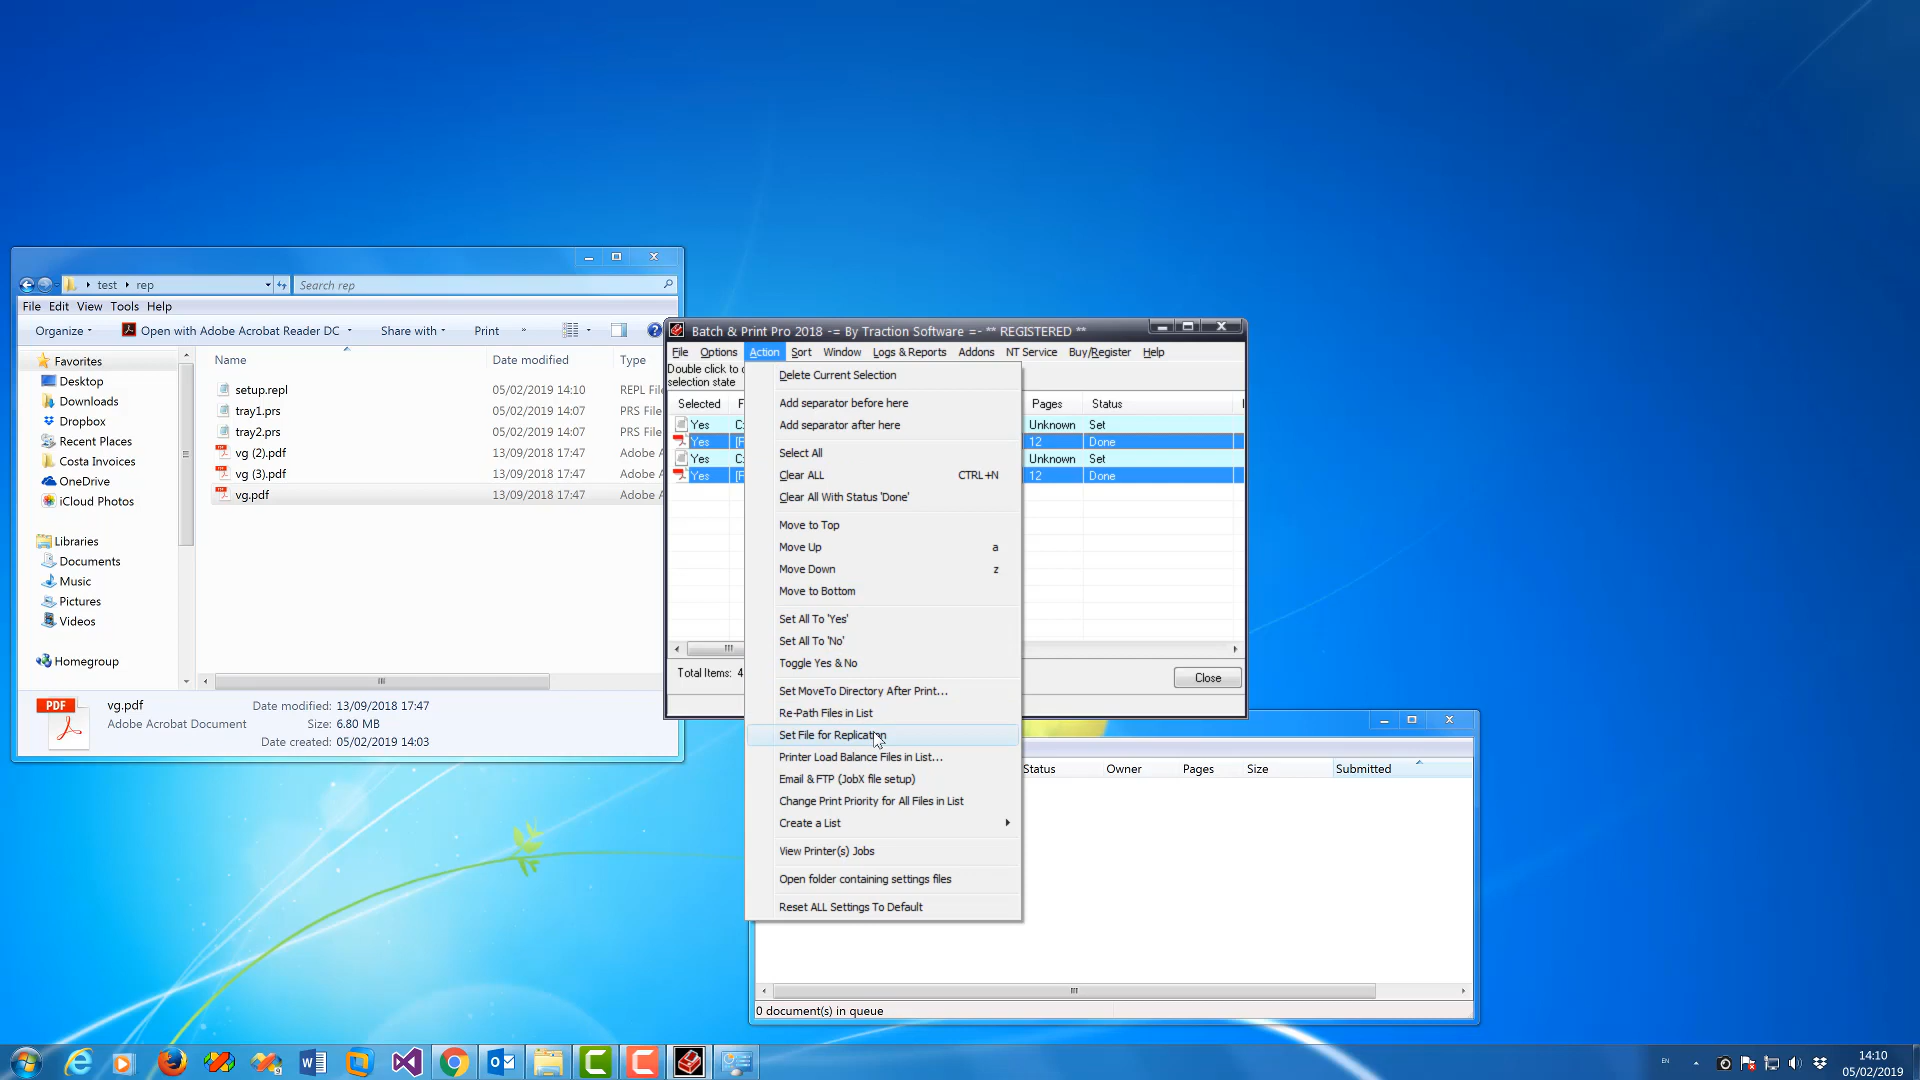 test rep
Search rep
File Edit View Tools Help
Organize Open with Adobe Acrobat Reader DC Share with Print »
Favorites
Desktop
Downloads
Dropbox
Recent Places
Costa Invoices
OneDrive
iCloud Photos
Libraries
Documents
Music
Pictures
Videos
Homegroup
Name Date modified Type
setup.repl 05/02/2019 14:10 REPL File
tray1.prs 05/02/2019 14:07 PRS File
tray2.prs 05/02/2019 14:07 PRS File
vg (2).pdf 13/09/2018 17:47 Adobe A
vg (3).pdf 13/09/2018 17:47 Adobe A
vg.pdf 13/09/2018 17:47 Adobe A
PDF
vg.pdf Date modified: 13/09/2018 17:47
Adobe Acrobat Document Size: 6.80 MB
Date created: 05/02/2019 14:03
Batch & Print Pro 2018 -= By Traction Software =- ** REGISTERED **
File Options Action Sort Window Logs & Reports Addons NT Service Buy/Register Help
Double click to
selection state
Selected Pages Status
Yes C: Unknown Set
Yes 12 Done
Yes C: Unknown Set
Yes 12 Done
Total Items: 4
Close
Delete Current Selection
Add separator before here
Add separator after here
Select All
Clear ALL CTRL+N
Clear All With Status 'Done'
Move to Top
Move Up a
Move Down z
Move to Bottom
Set All To 'Yes'
Set All To 'No'
Toggle Yes & No
Set MoveTo Directory After Print...
Re-Path Files in List
Set File for Replication
Printer Load Balance Files in List...
Email & FTP (JobX file setup)
Change Print Priority for All Files in List
Create a List
View Printer(s) Jobs
Open folder containing settings files
Reset ALL Settings To Default
Status Owner Pages Size Submitted
0 document(s) in queue
EN
14:10
05/02/2019